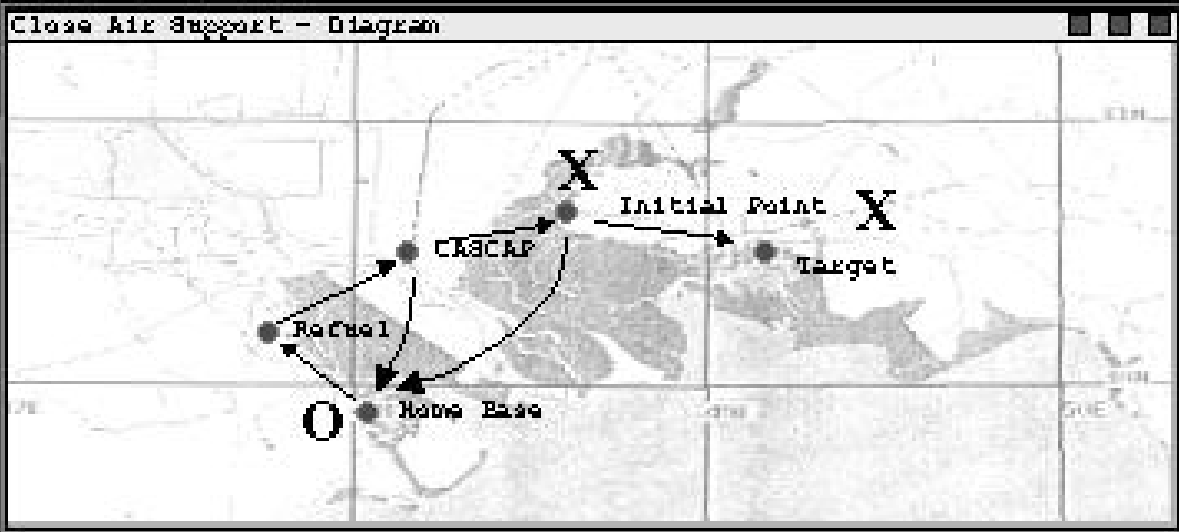 Close Air Support - Diagram
X
Initial Point
X
CASCAP
Target
Refuel
O
Home Base